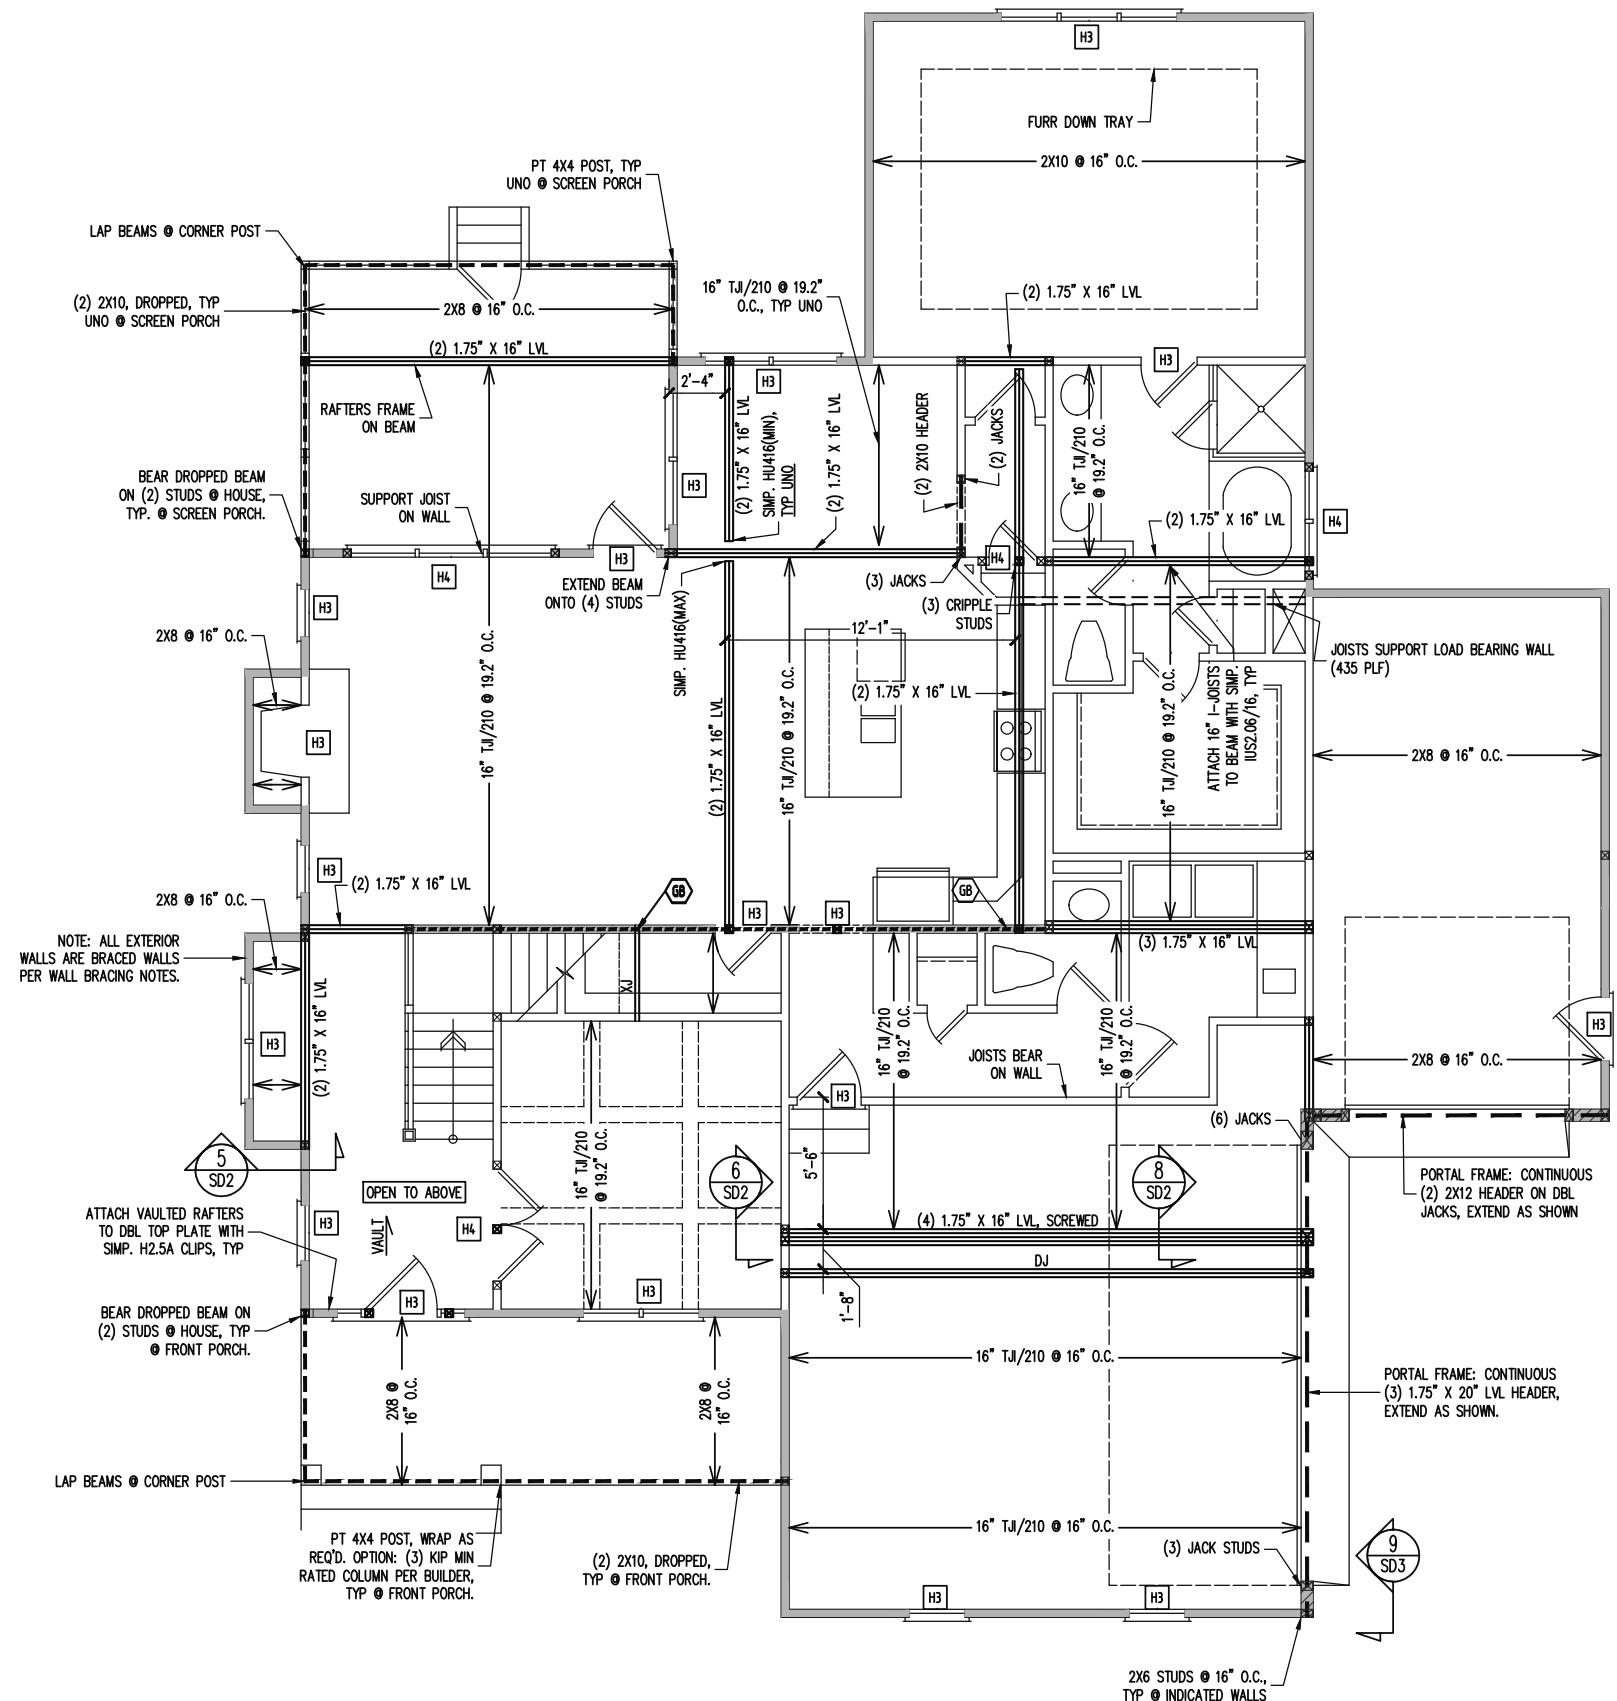 H3
FURR DOWN TRAY
2X10 @ 16" O.C.
PT 4X4 POST, TYP
UNO @ SCREEN PORCH
LAP BEAMS @ CORNER POST
(2) 2X10, DROPPED, TYP
UNO @ SCREEN PORCH
2X8 @ 16" O.C.
16" TJI/210 @ 19.2"
O.C., TYP UNO
(2) 1.75" X 16" LVL
(2) 1.75" X 16" LVL
2'-4"
H3
H3
RAFTERS FRAME
ON BEAM
(2) 1.75" X 16" LVL
SIMP. HU416(MIN),
TYP UNO
(2) 1.75" X 16" LVL
(2) 2X10 HEADER
(2) JACKS
16" TJI/210
@ 19.2" O.C.
BEAR DROPPED BEAM
ON (2) STUDS @ HOUSE,
TYP. @ SCREEN PORCH.
SUPPORT JOIST
ON WALL
H3
(2) 1.75" X 16" LVL
H4
H3
H4
H4
EXTEND BEAM
ONTO (4) STUDS
(3) JACKS
(3) CRIPPLE
STUDS
H3
2X8 @ 16" O.C.
SIMP. HU416(MAX)
12'-1"
JOISTS SUPPORT LOAD BEARING WALL
(435 PLF)
16" TJI/210 @ 19.2" O.C.
(2) 1.75" X 16" LVL
16" TJI/210 @ 19.2" O.C.
(2) 1.75" X 16" LVL
16" TJI/210 @ 19.2" O.C.
ATTACH 16" I-JOISTS
TO BEAM WITH SIMP.
IUS2.06/16, TYP
H3
2X8 @ 16" O.C.
H3
(2) 1.75" X 16" LVL
GB
GB
2X8 @ 16" O.C.
H3
H3
NOTE: ALL EXTERIOR
WALLS ARE BRACED WALLS
PER WALL BRACING NOTES.
(3) 1.75" X 16" LVL
(2) 1.75" X 16" LVL
XJ
H3
16" TJI/210
@ 19.2" O.C.
JOISTS BEAR
ON WALL
16" TJI/210
@ 19.2" O.C.
H3
2X8 @ 16" O.C.
H3
(6) JACKS
5
SD2
16" TJI/210
@ 19.2" O.C.
6
SD2
5'-6"
8
SD2
PORTAL FRAME: CONTINUOUS
(2) 2X12 HEADER ON DBL
JACKS, EXTEND AS SHOWN
OPEN TO ABOVE
ATTACH VAULTED RAFTERS
TO DBL TOP PLATE WITH
SIMP. H2.5A CLIPS, TYP
H3
VAULT
H4
(4) 1.75" X 16" LVL, SCREWED
DJ
1'-8"
H3
H3
BEAR DROPPED BEAM ON
(2) STUDS @ HOUSE, TYP
@ FRONT PORCH.
16" TJI/210 @ 16" O.C.
2X8 @
16" O.C.
2X8 @
16" O.C.
PORTAL FRAME: CONTINUOUS
(3) 1.75" X 20" LVL HEADER,
EXTEND AS SHOWN.
LAP BEAMS @ CORNER POST
16" TJI/210 @ 16" O.C.
PT 4X4 POST, WRAP AS
REQ'D. OPTION: (3) KIP MIN
RATED COLUMN PER BUILDER,
TYP @ FRONT PORCH.
(2) 2X10, DROPPED,
TYP @ FRONT PORCH.
(3) JACK STUDS
9
SD3
H3
H3
2X6 STUDS @ 16" O.C.,
TYP @ INDICATED WALLS